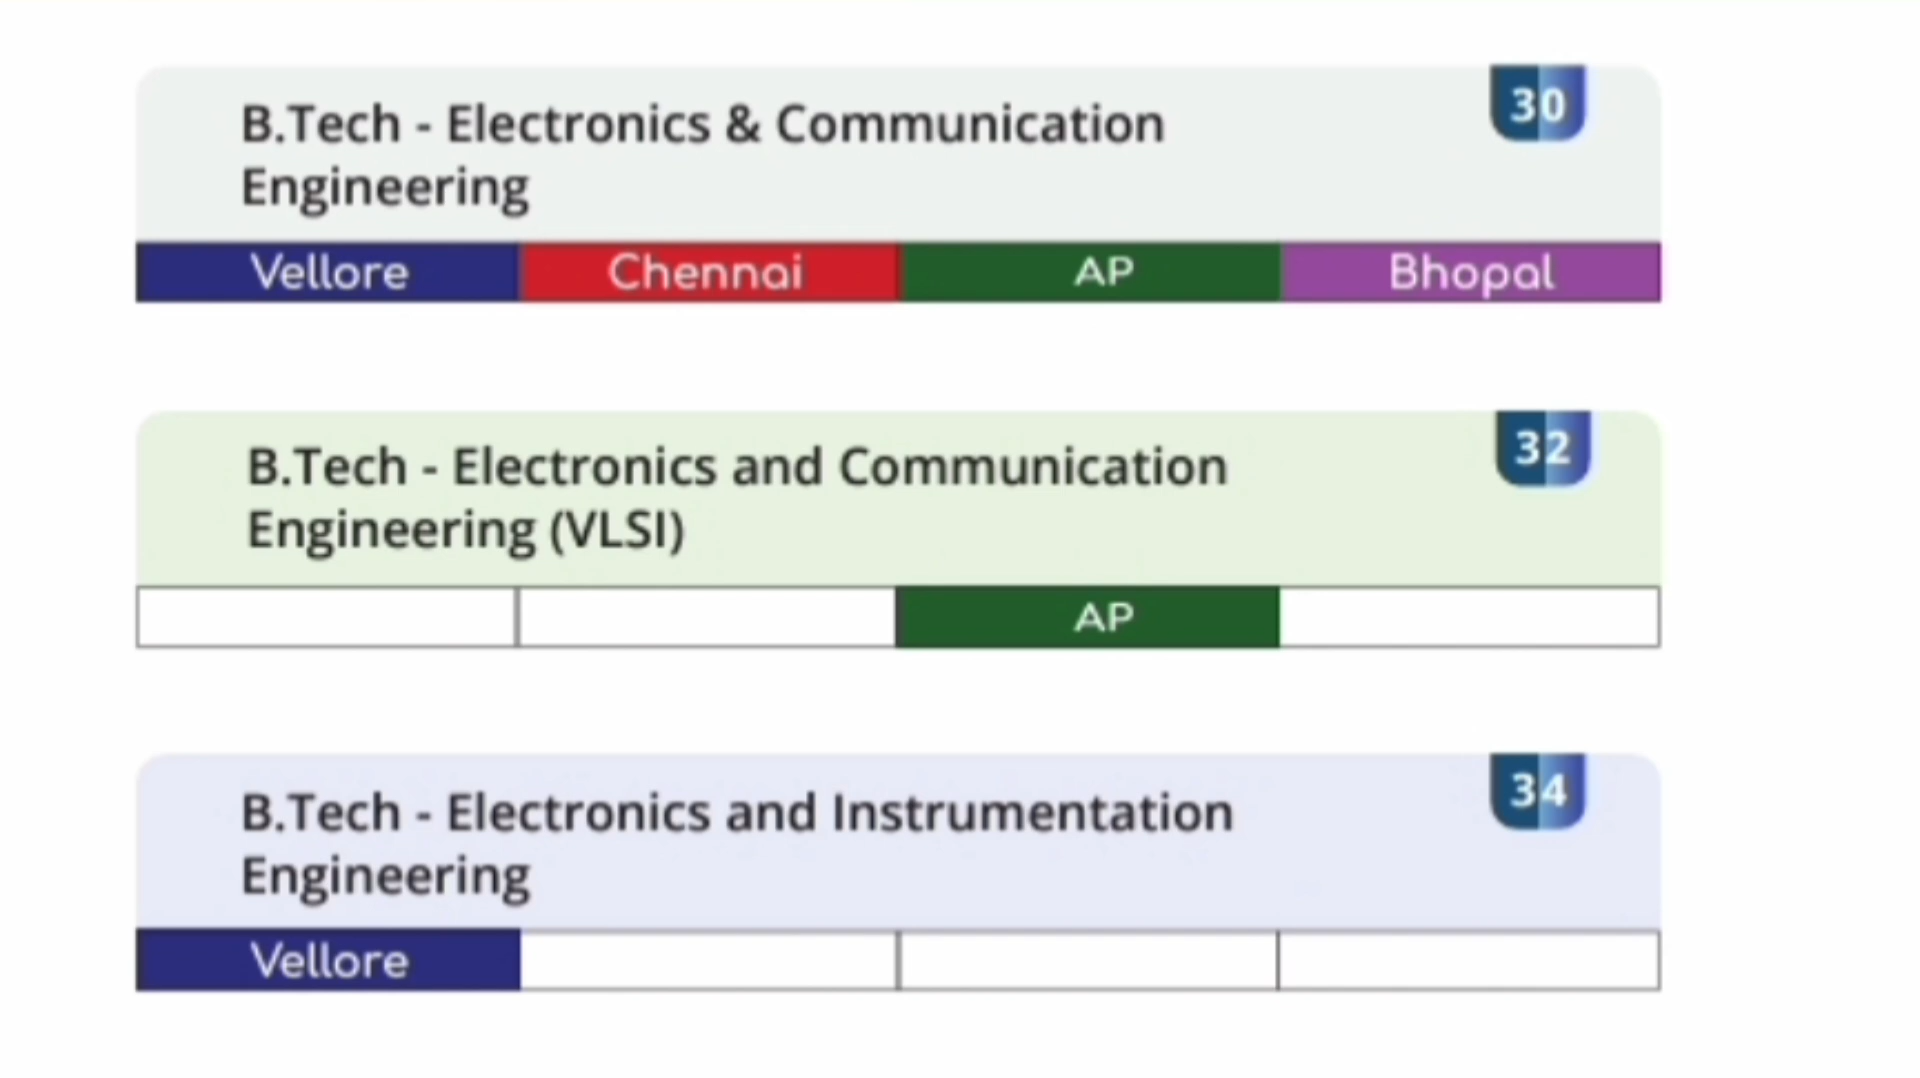 30
B.Tech - Electronics & Communication
Engineering
Vellore Chennai AP Bhopal
32
B.Tech - Electronics and Communication
Engineering (VLSI)
AP
34
B.Tech - Electronics and Instrumentation
Engineering
Vellore